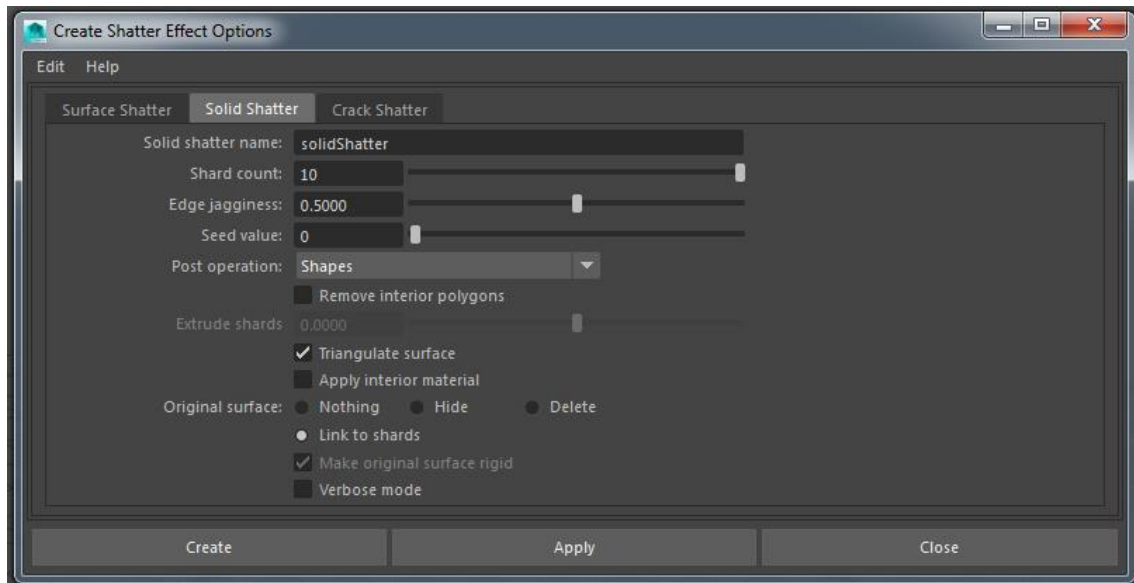 Create Shatter Effect Options
Edit Help
Surface Shatter Solid Shatter Crack Shatter
Solid shatter name: solidShatter
Shard count: 10
Edge jagginess: 0.5000
Seed value: 0
Post operation: Shapes
Remove interior polygons
Extrude shards 0.0000
Triangulate surface
Apply interior material
Original surface: Nothing Hide Delete
Link to shards
Make original surface rigid
Verbose mode
Create Apply Close